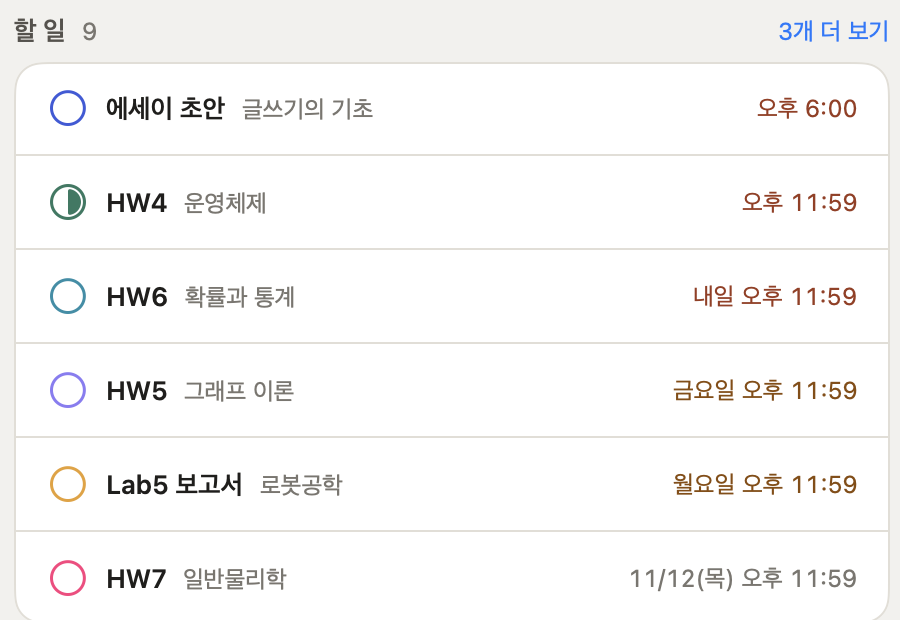 할 일 9 3개 더 보기
에세이 초안 글쓰기의 기초 오후 6:00
HW4 운영체제 오후 11:59
HW6 확률과 통계 내일 오후 11:59
HW5 그래프 이론 금요일 오후 11:59
Lab5 보고서 로봇공학 월요일 오후 11:59
HW7 일반물리학 11/12(목) 오후 11:59